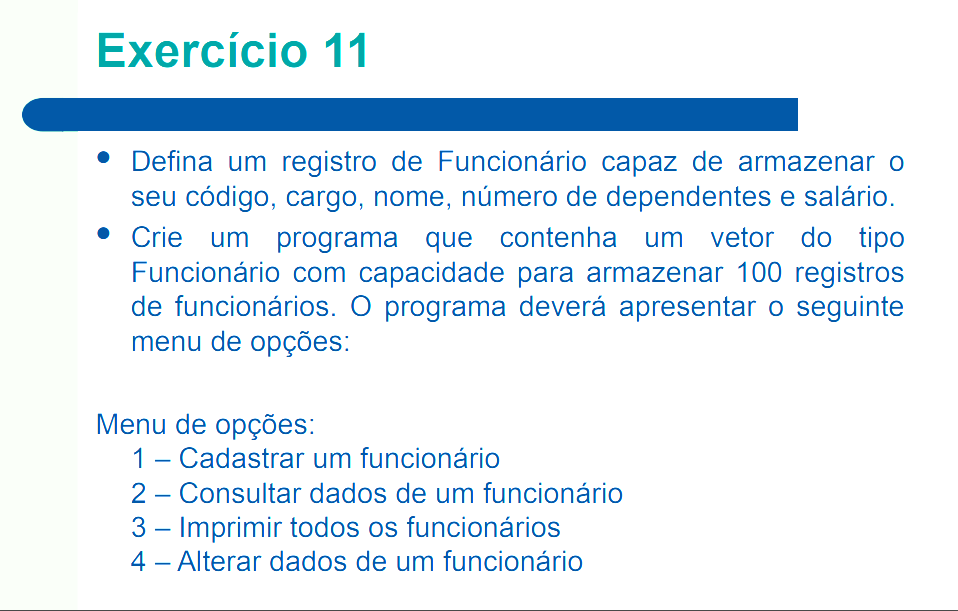 Exercício 11
• Defina um registro de Funcionário capaz de armazenar o
seu código, cargo, nome, número de dependentes e salário.
• Crie um programa que contenha um vetor do tipo
Funcionário com capacidade para armazenar 100 registros
de funcionários. O programa deverá apresentar o seguinte
menu de opções:
Menu de opções:
1 – Cadastrar um funcionário
2 – Consultar dados de um funcionário
3 – Imprimir todos os funcionários
4 – Alterar dados de um funcionário